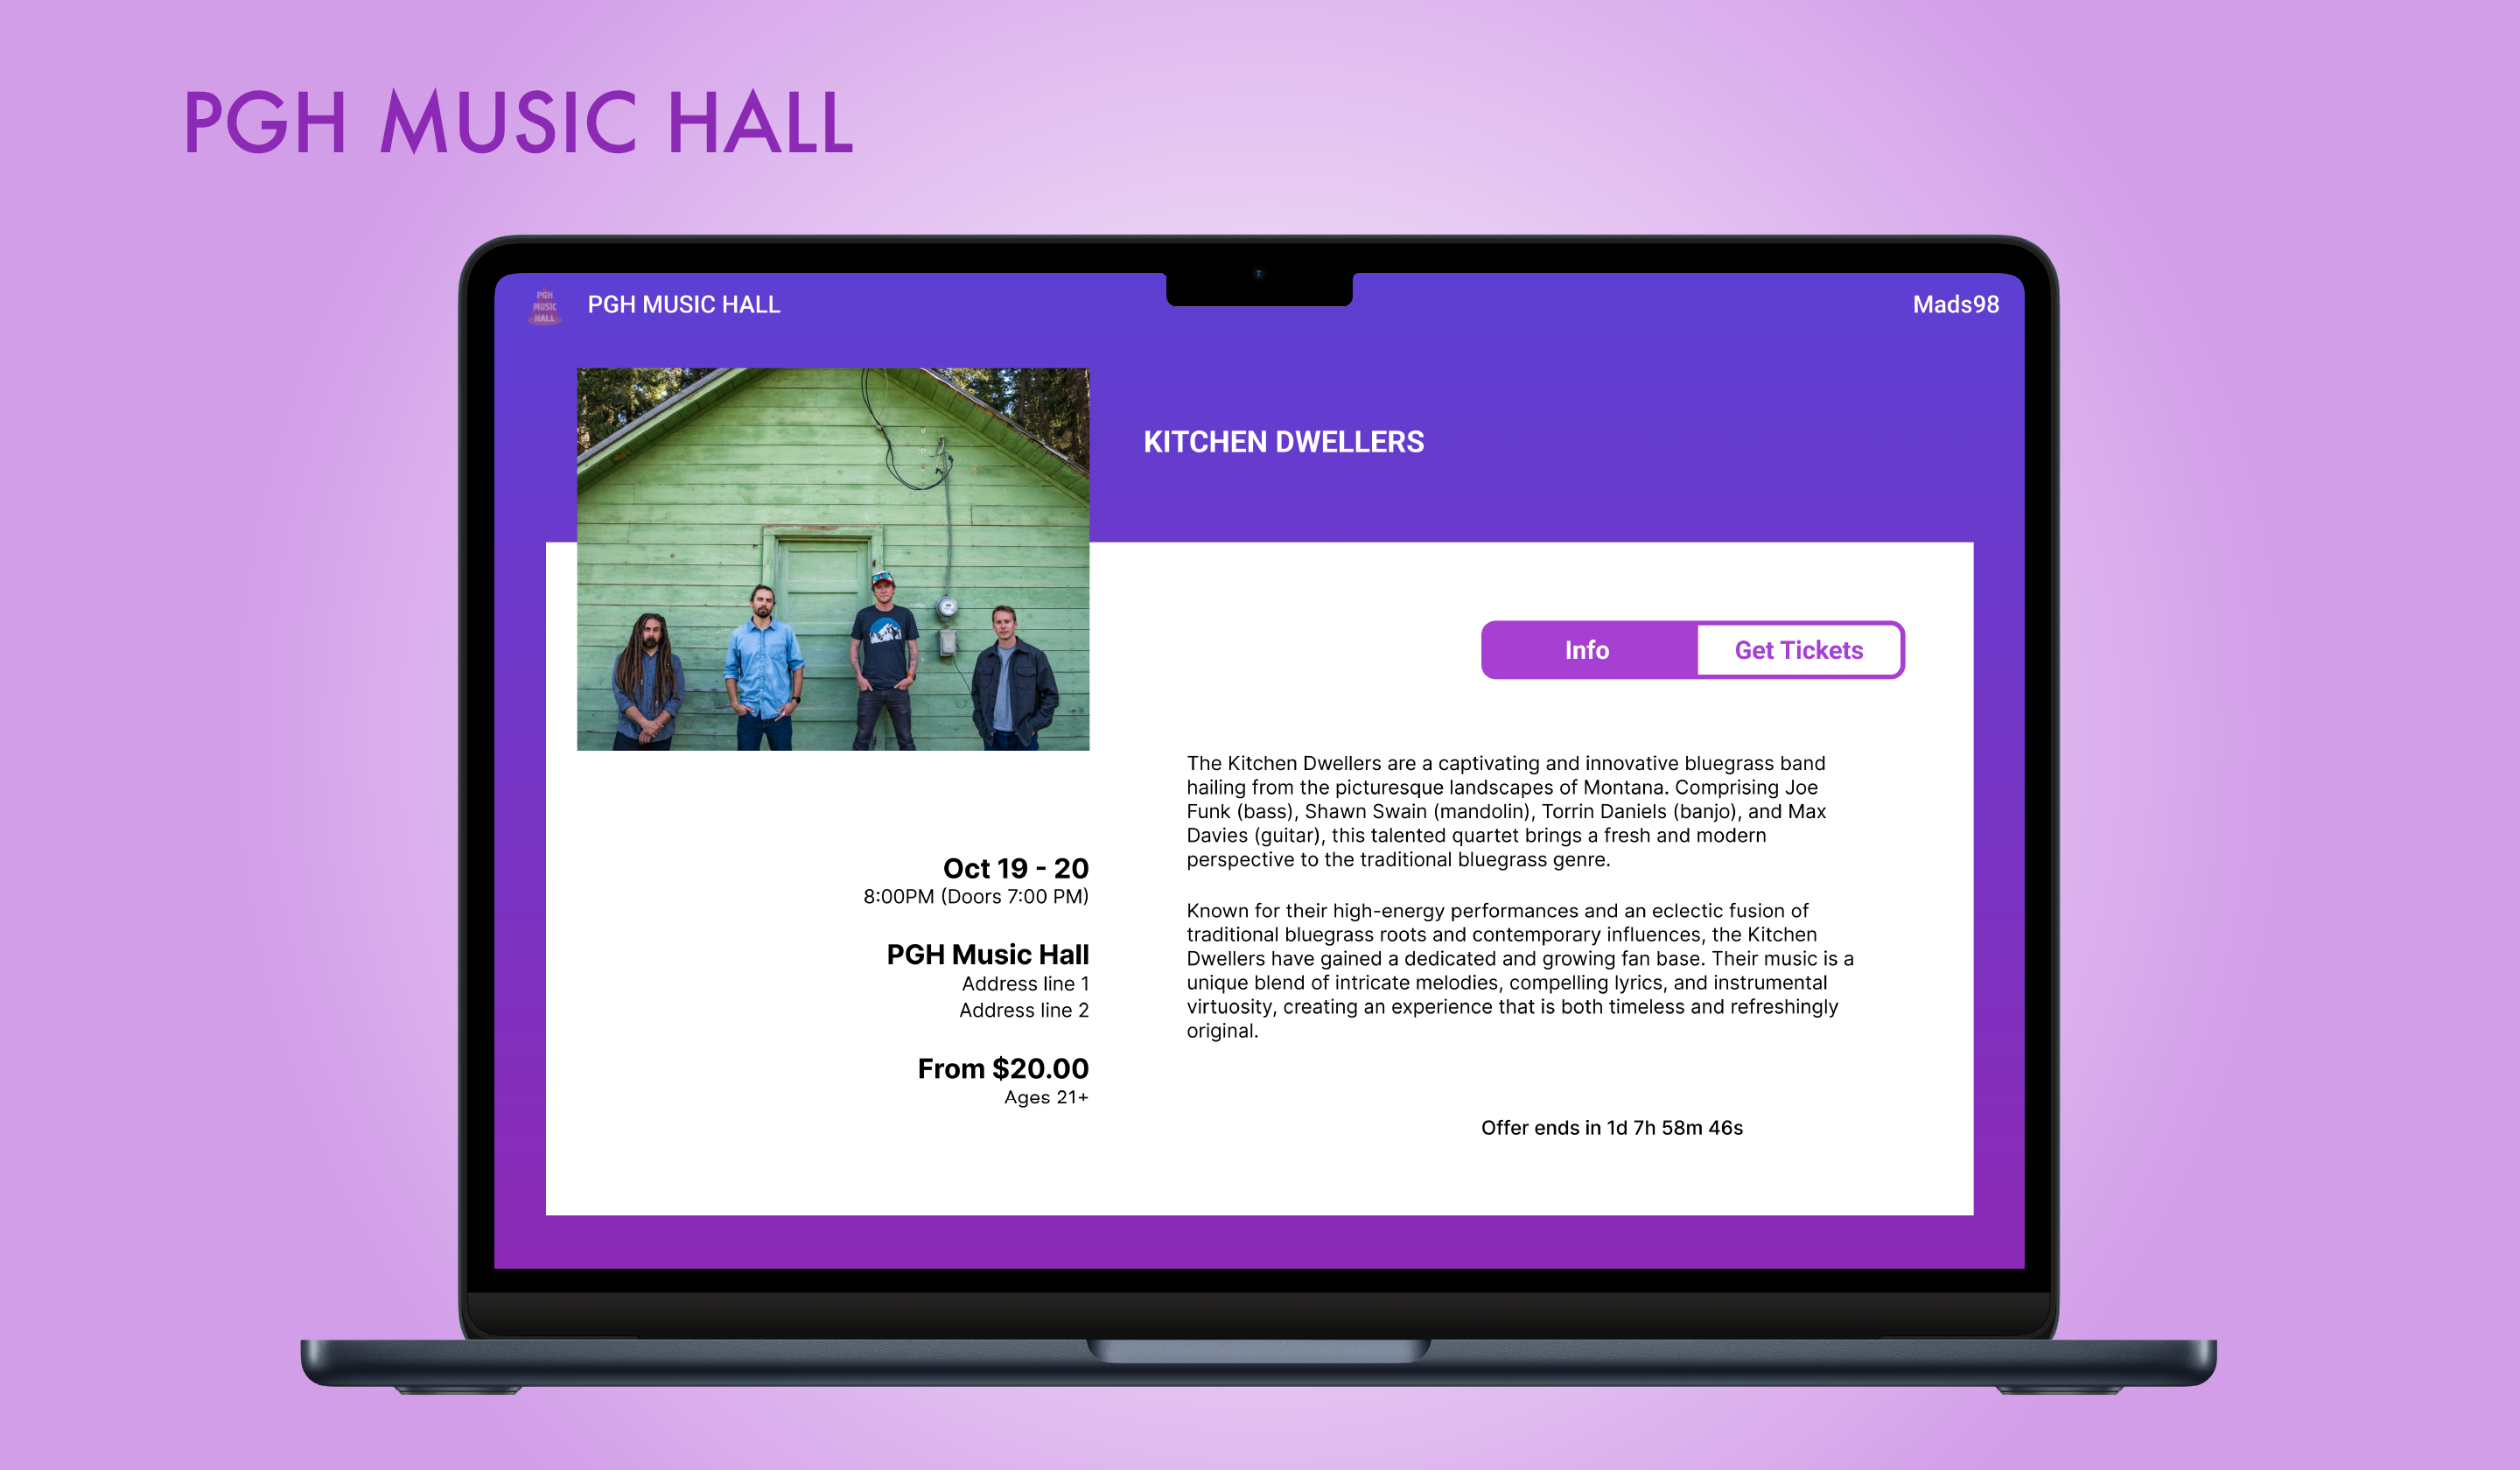 PGH MUSIC HALL
PGH
MUSIC
HALL
PGH MUSIC HALL
Mads98
KITCHEN DWELLERS
Info
Get Tickets
The Kitchen Dwellers are a captivating and innovative bluegrass band
hailing from the picturesque landscapes of Montana. Comprising Joe
Funk (bass), Shawn Swain (mandolin), Torrin Daniels (banjo), and Max
Davies (guitar), this talented quartet brings a fresh and modern
perspective to the traditional bluegrass genre.
Known for their high-energy performances and an eclectic fusion of
traditional bluegrass roots and contemporary influences, the Kitchen
Dwellers have gained a dedicated and growing fan base. Their music is a
unique blend of intricate melodies, compelling lyrics, and instrumental
virtuosity, creating an experience that is both timeless and refreshingly
original.
Oct 19 - 20
8:00PM (Doors 7:00 PM)
PGH Music Hall
Address line 1
Address line 2
From $20.00
Ages 21+
Offer ends in 1d 7h 58m 46s